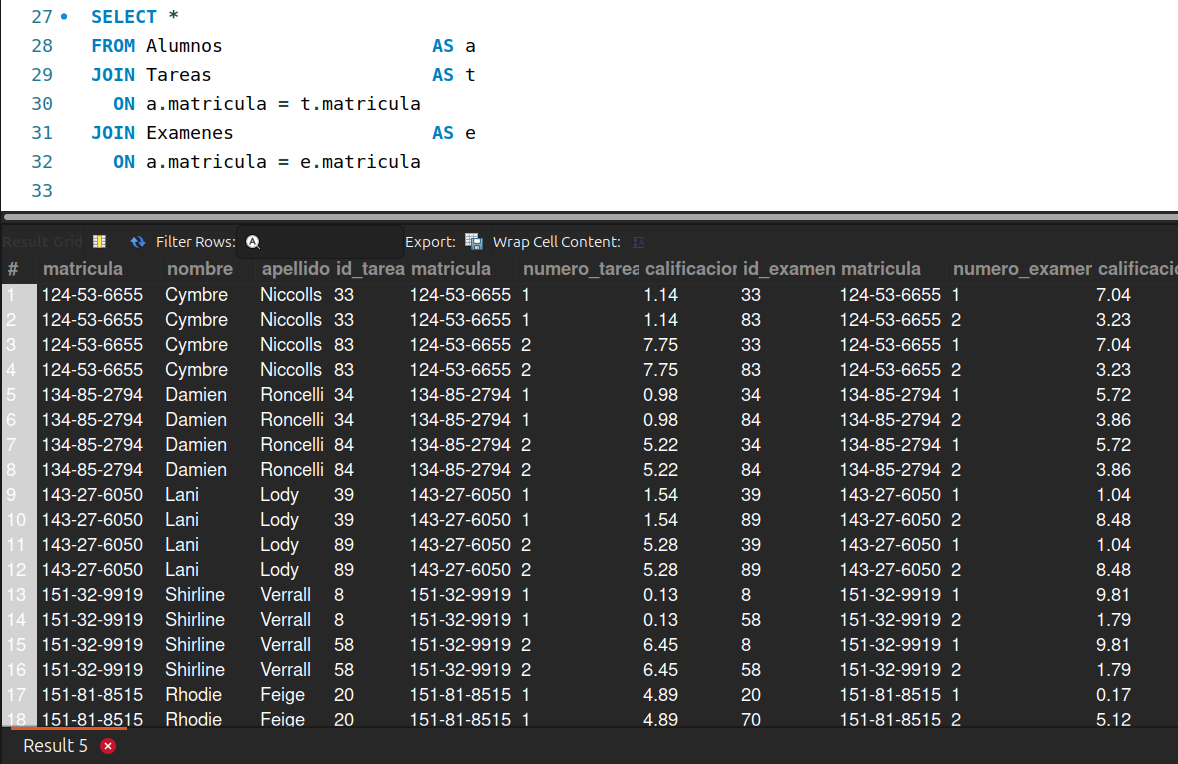 27 SELECT *
28 FROM Alumnos AS a
29 JOIN Tareas AS t
30 ON a.matricula = t.matricula
31 JOIN Examenes AS e
32 ON a.matricula = e.matricula
33
Result Grid Filter Rows: Export: Wrap Cell Content:
# matricula nombre apellido id_tarea matricula numero_tarea calificacior id_examen matricula numero_examer calificacio
1 124-53-6655 Cymbre Niccolls 33 124-53-6655 1 1.14 33 124-53-6655 1 7.04
2 124-53-6655 Cymbre Niccolls 33 124-53-6655 1 1.14 83 124-53-6655 2 3.23
3 124-53-6655 Cymbre Niccolls 83 124-53-6655 2 7.75 33 124-53-6655 1 7.04
4 124-53-6655 Cymbre Niccolls 83 124-53-6655 2 7.75 83 124-53-6655 2 3.23
5 134-85-2794 Damien Roncelli 34 134-85-2794 1 0.98 34 134-85-2794 1 5.72
6 134-85-2794 Damien Roncelli 34 134-85-2794 1 0.98 84 134-85-2794 2 3.86
7 134-85-2794 Damien Roncelli 84 134-85-2794 2 5.22 34 134-85-2794 1 5.72
8 134-85-2794 Damien Roncelli 84 134-85-2794 2 5.22 84 134-85-2794 2 3.86
9 143-27-6050 Lani Lody 39 143-27-6050 1 1.54 39 143-27-6050 1 1.04
10 143-27-6050 Lani Lody 39 143-27-6050 1 1.54 89 143-27-6050 2 8.48
11 143-27-6050 Lani Lody 89 143-27-6050 2 5.28 39 143-27-6050 1 1.04
12 143-27-6050 Lani Lody 89 143-27-6050 2 5.28 89 143-27-6050 2 8.48
13 151-32-9919 Shirline Verrall 8 151-32-9919 1 0.13 8 151-32-9919 1 9.81
14 151-32-9919 Shirline Verrall 8 151-32-9919 1 0.13 58 151-32-9919 2 1.79
15 151-32-9919 Shirline Verrall 58 151-32-9919 2 6.45 8 151-32-9919 1 9.81
16 151-32-9919 Shirline Verrall 58 151-32-9919 2 6.45 58 151-32-9919 2 1.79
17 151-81-8515 Rhodie Feige 20 151-81-8515 1 4.89 20 151-81-8515 1 0.17
18 151-81-8515 Rhodie Feige 20 151-81-8515 1 4.89 70 151-81-8515 2 5.12
Result 5